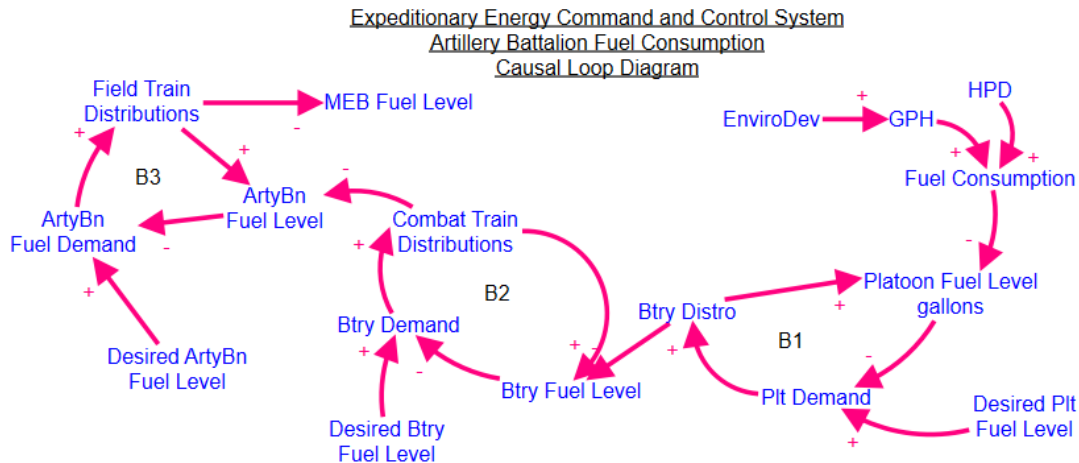 Expeditionary Energy Command and Control System
Artillery Battalion Fuel Consumption
Causal Loop Diagram
Field Train
Distributions
MEB Fuel Level
+
-
+
B3
ArtyBn
Fuel Level
ArtyBn
Fuel Demand
-
+
Desired ArtyBn
Fuel Level
-
Combat Train
Distributions
+
B2
Btry Demand
+
-
Desired Btry
Fuel Level
+
-
Btry Fuel Level
Btry Distro
+
+
B1
HPD
EnviroDev
+
GPH
+
+
Fuel Consumption
-
Platoon Fuel Level
gallons
-
Plt Demand
+
Desired Plt
Fuel Level